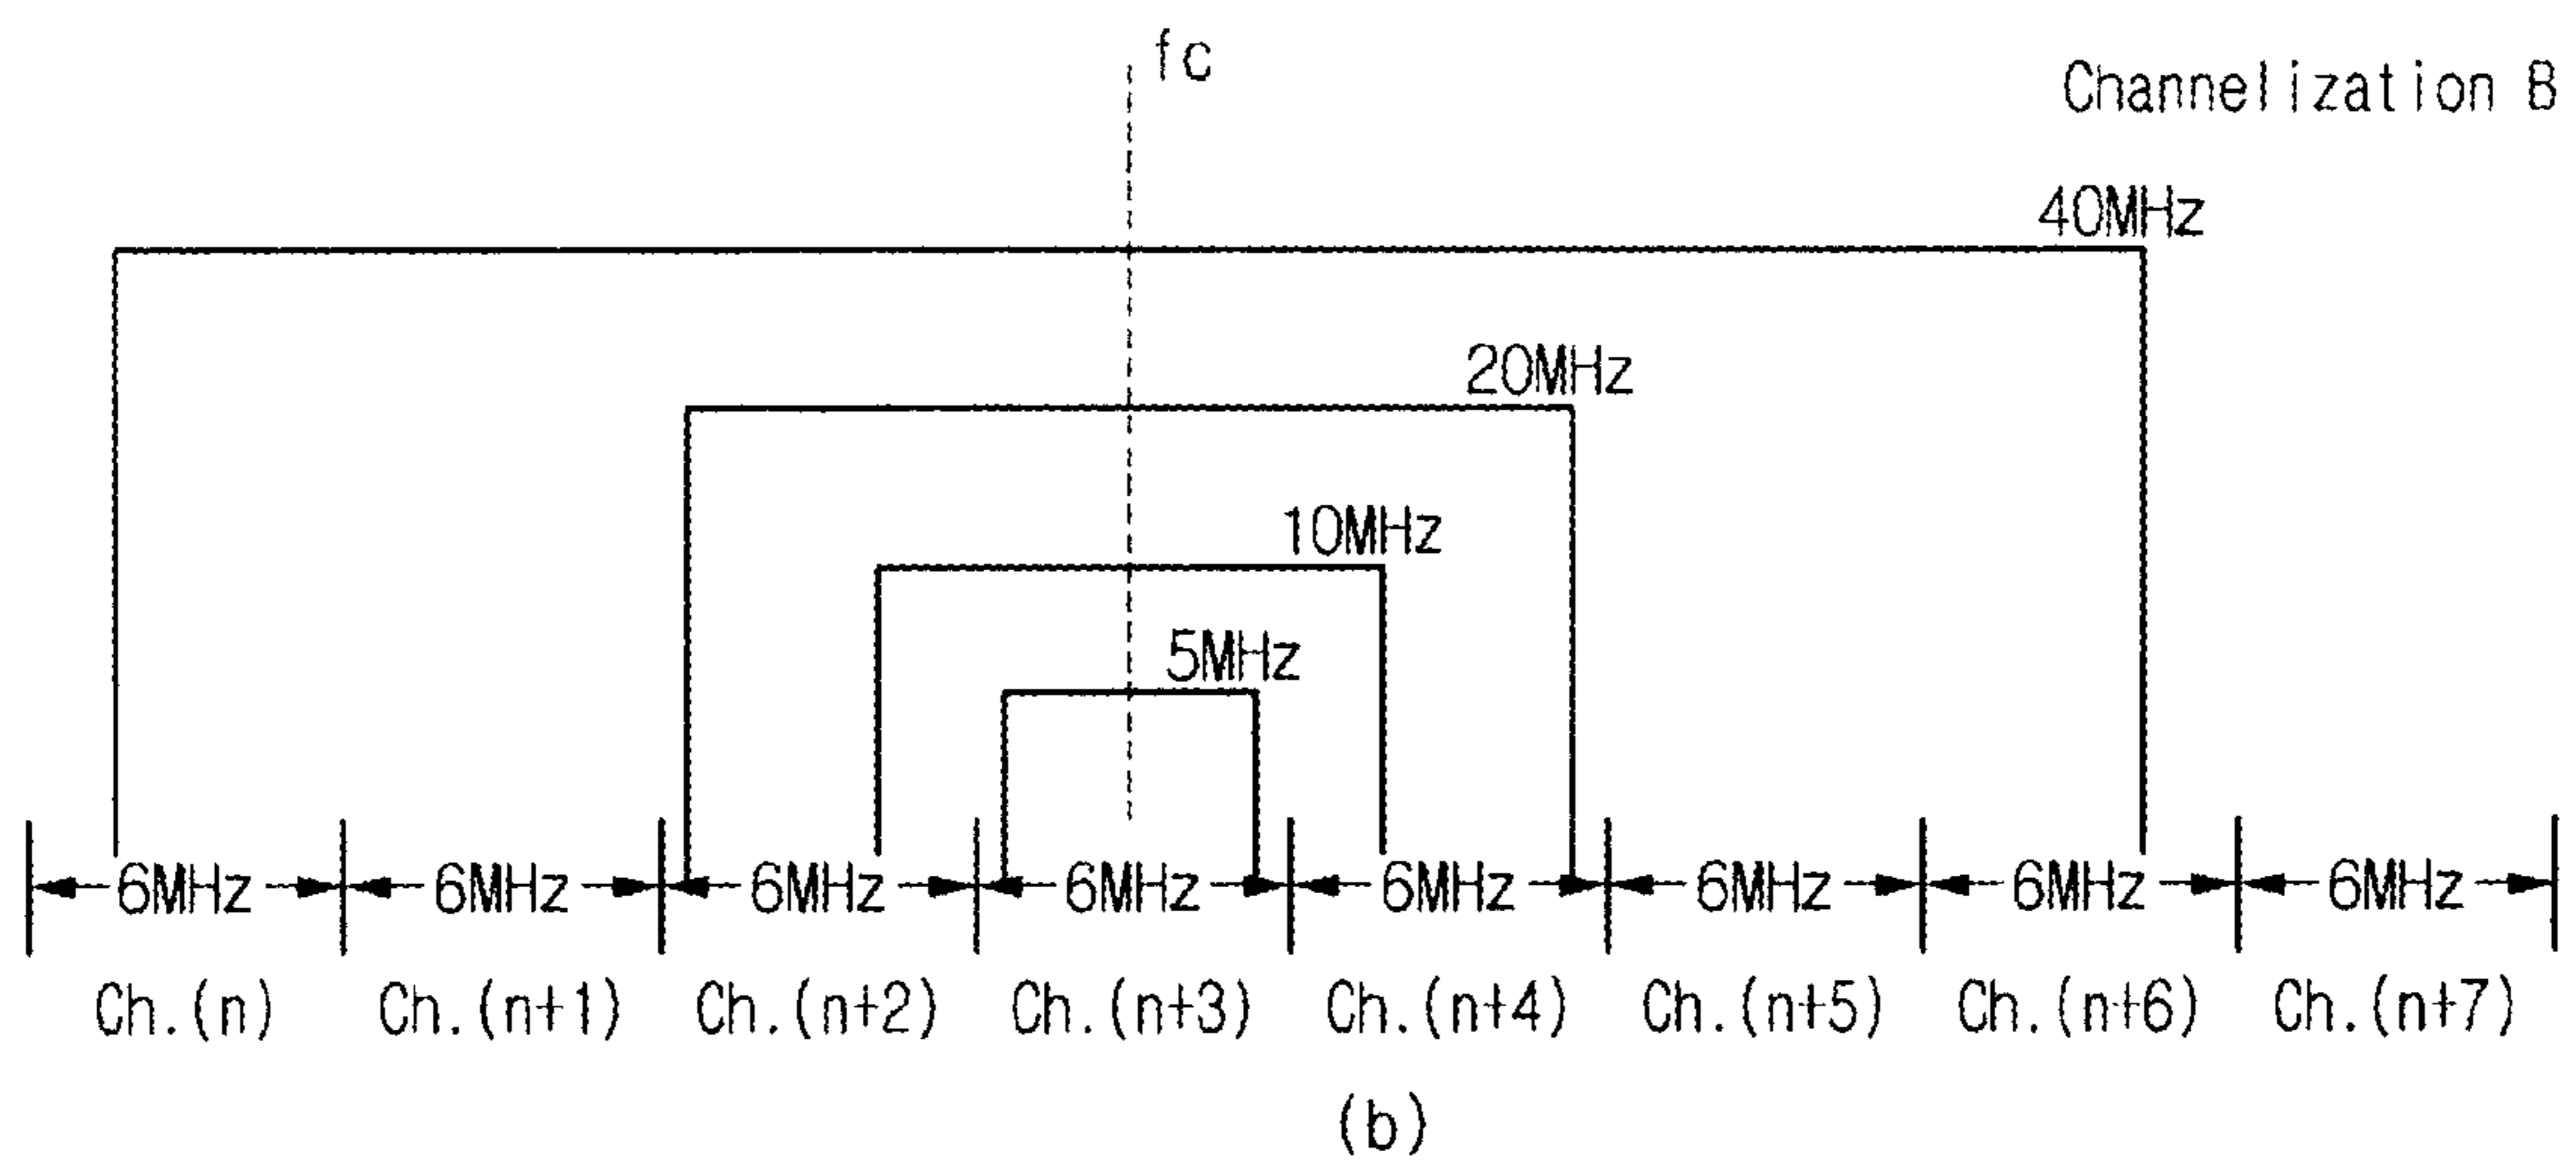 fc
Channelization B
40MHz
20MHz
10MHz
5MHz
6MHz 6MHz 6MHz 6MHz 6MHz 6MHz 6MHz 6MHz
Ch.(n) Ch.(n+1) Ch.(n+2) Ch.(n+3) Ch.(n+4) Ch.(n+5) Ch.(n+6) Ch.(n+7)
(b)